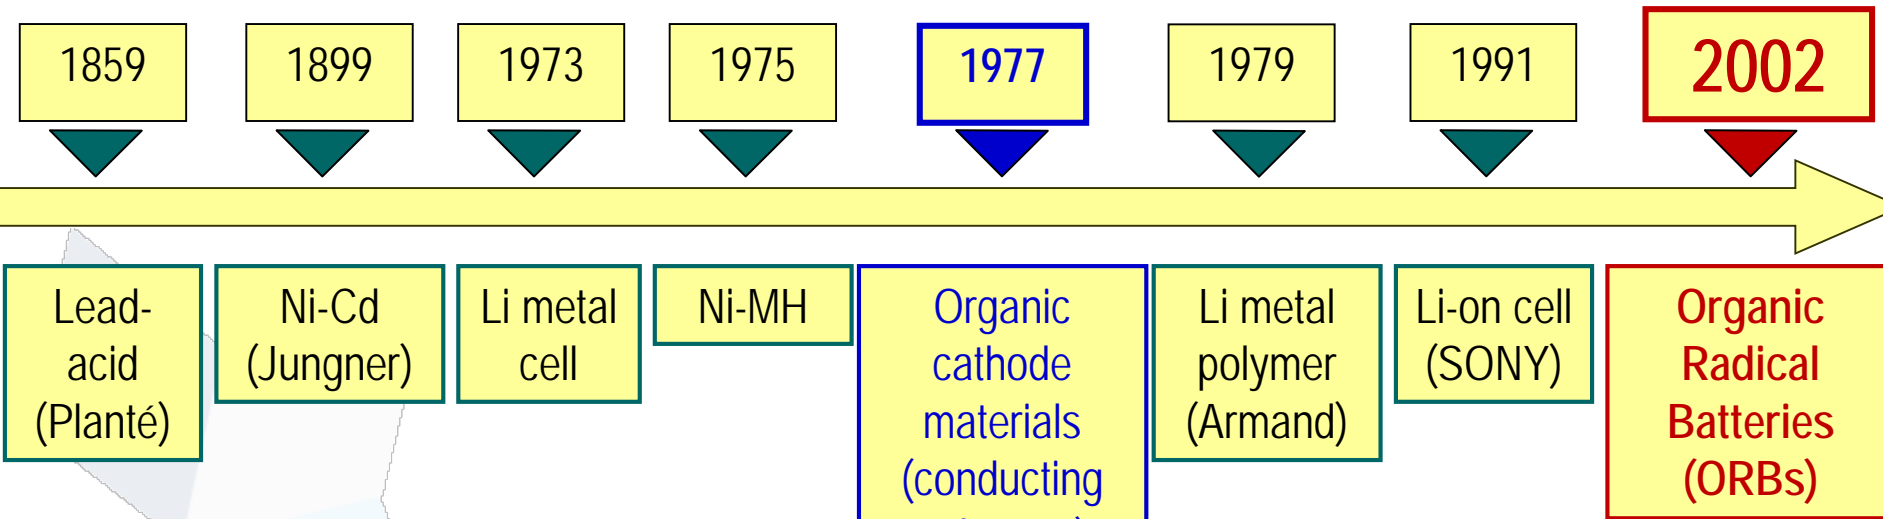 1859
1899
1973
1975
1977
1979
1991
2002
Lead-
acid
(Planté)
Ni-Cd
(Jungner)
Li metal
cell
Ni-MH
Organic
cathode
materials
(conducting
Li metal
polymer
(Armand)
Li-on cell
(SONY)
Organic
Radical
Batteries
(ORBs)